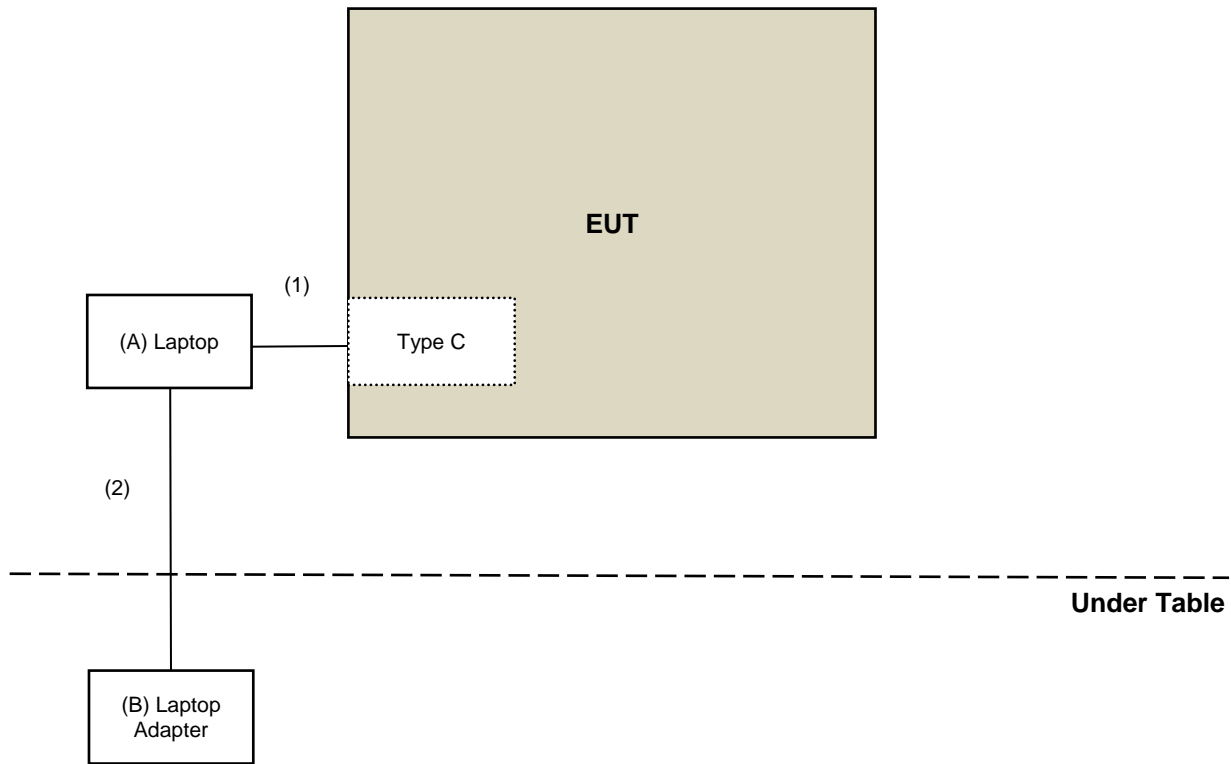 EUT
(1)
(A) Laptop
Type C
(2)
Under Table
(B) Laptop
Adapter